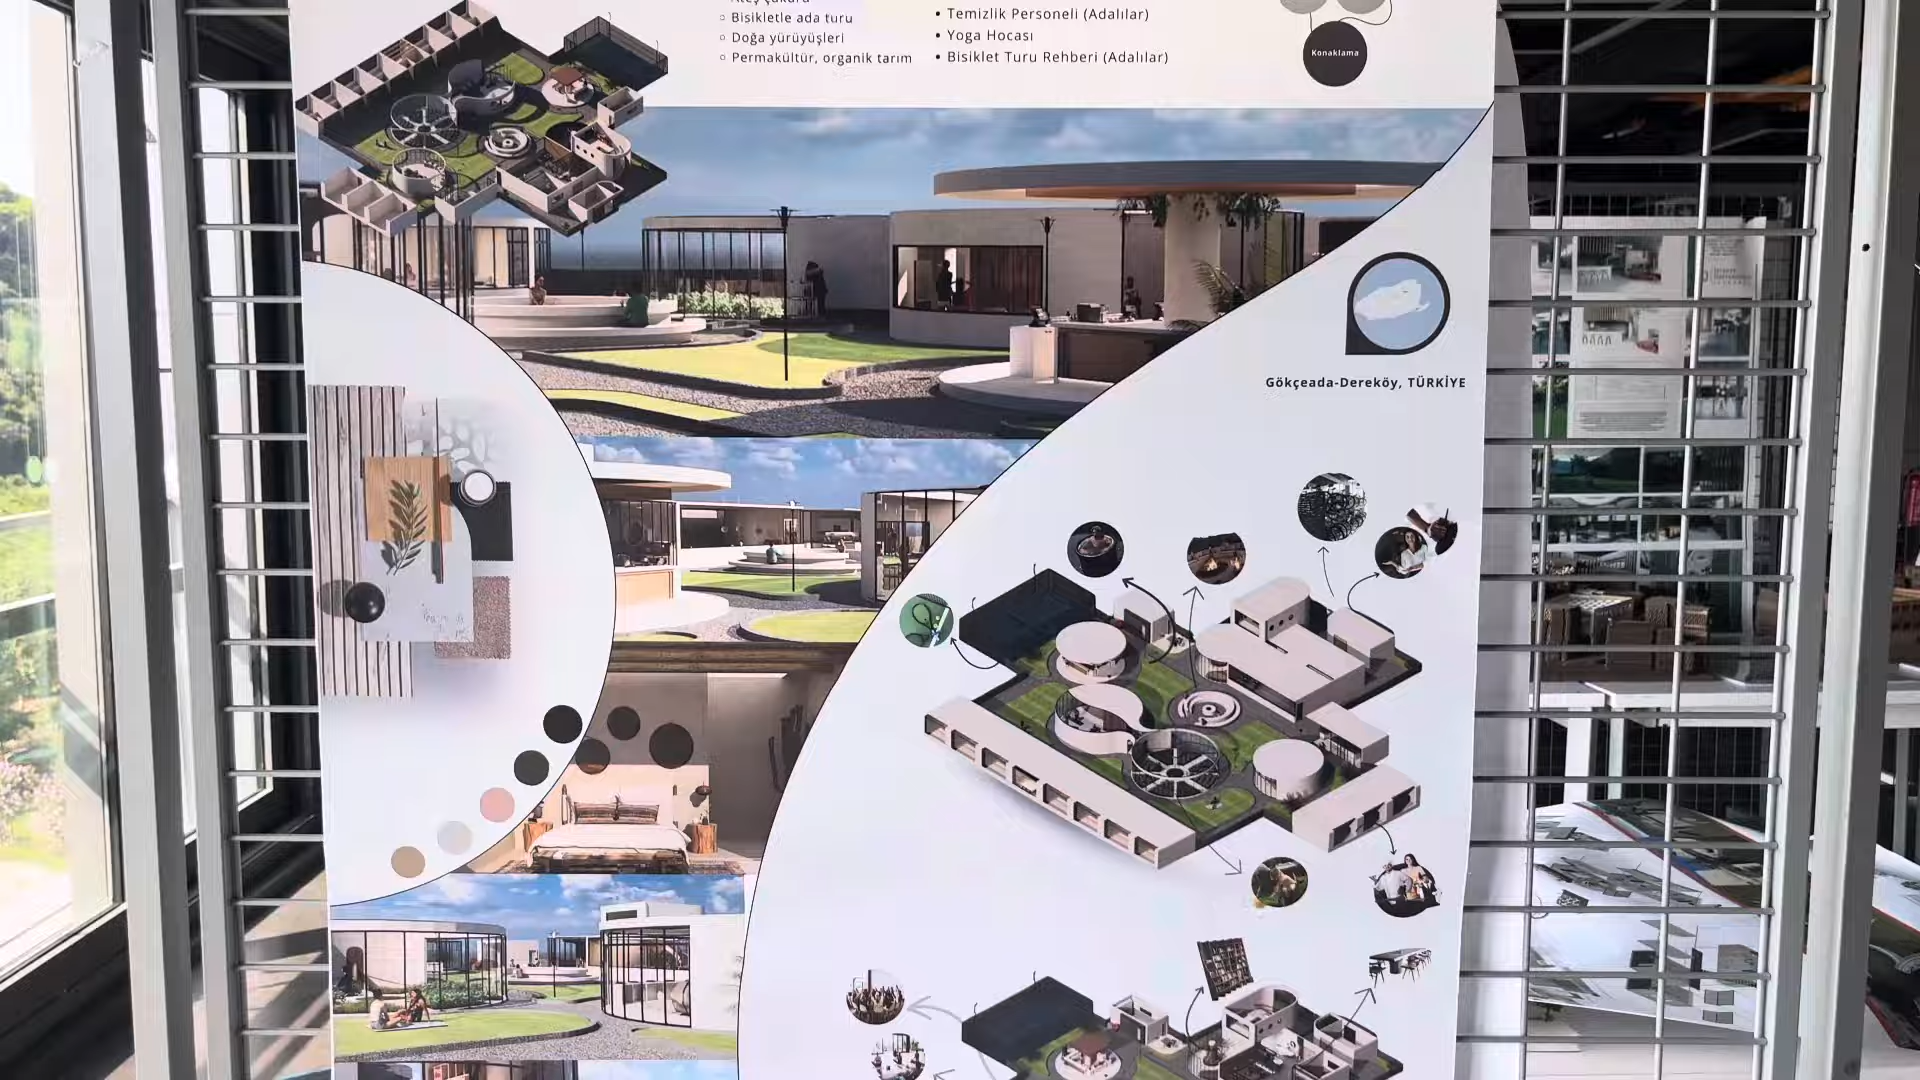 Bisikletle ada turu
Doğa yürüyüşleri
Permakültür, organik tarım
Temizlik Personeli (Adalılar)
Yoga Hocası
Bisiklet Turu Rehberi (Adalılar)
Konaklama
Gökçeada-Dereköy, TÜRKİYE